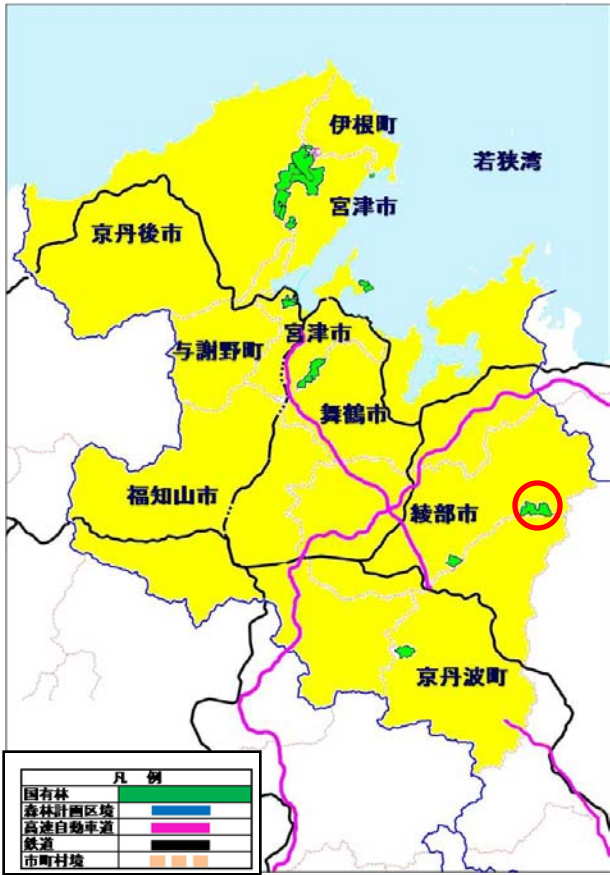 伊根町
若狭湾
宮津市
京丹後市
宮津市
与謝野町
舞鶴市
福知山市
綾部市
京丹波町
凡 例
国有林
森林計画区境
高速自動車道
鉄道
市町村境